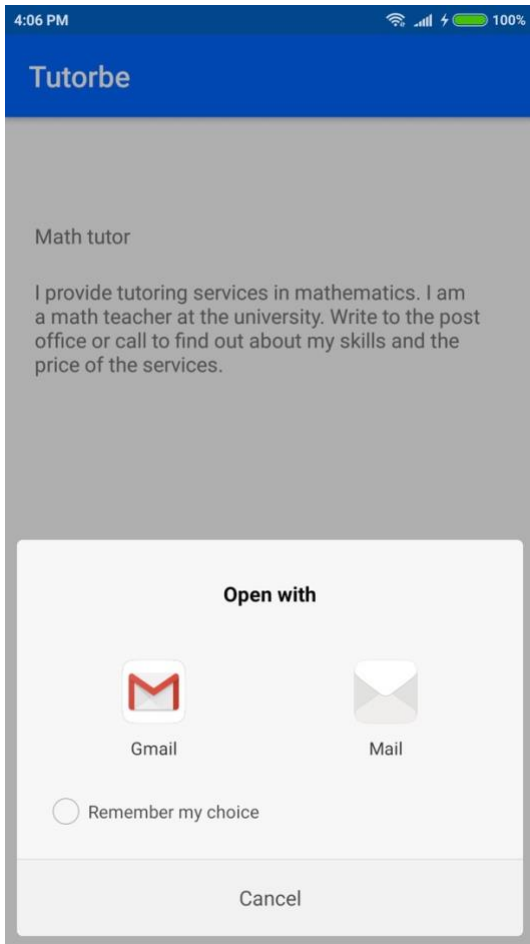 4:06 PM 100%
Tutorbe
Math tutor
I provide tutoring services in mathematics. I am
a math teacher at the university. Write to the post
office or call to find out about my skills and the
price of the services.
Open with
Gmail Mail
Remember my choice
Cancel